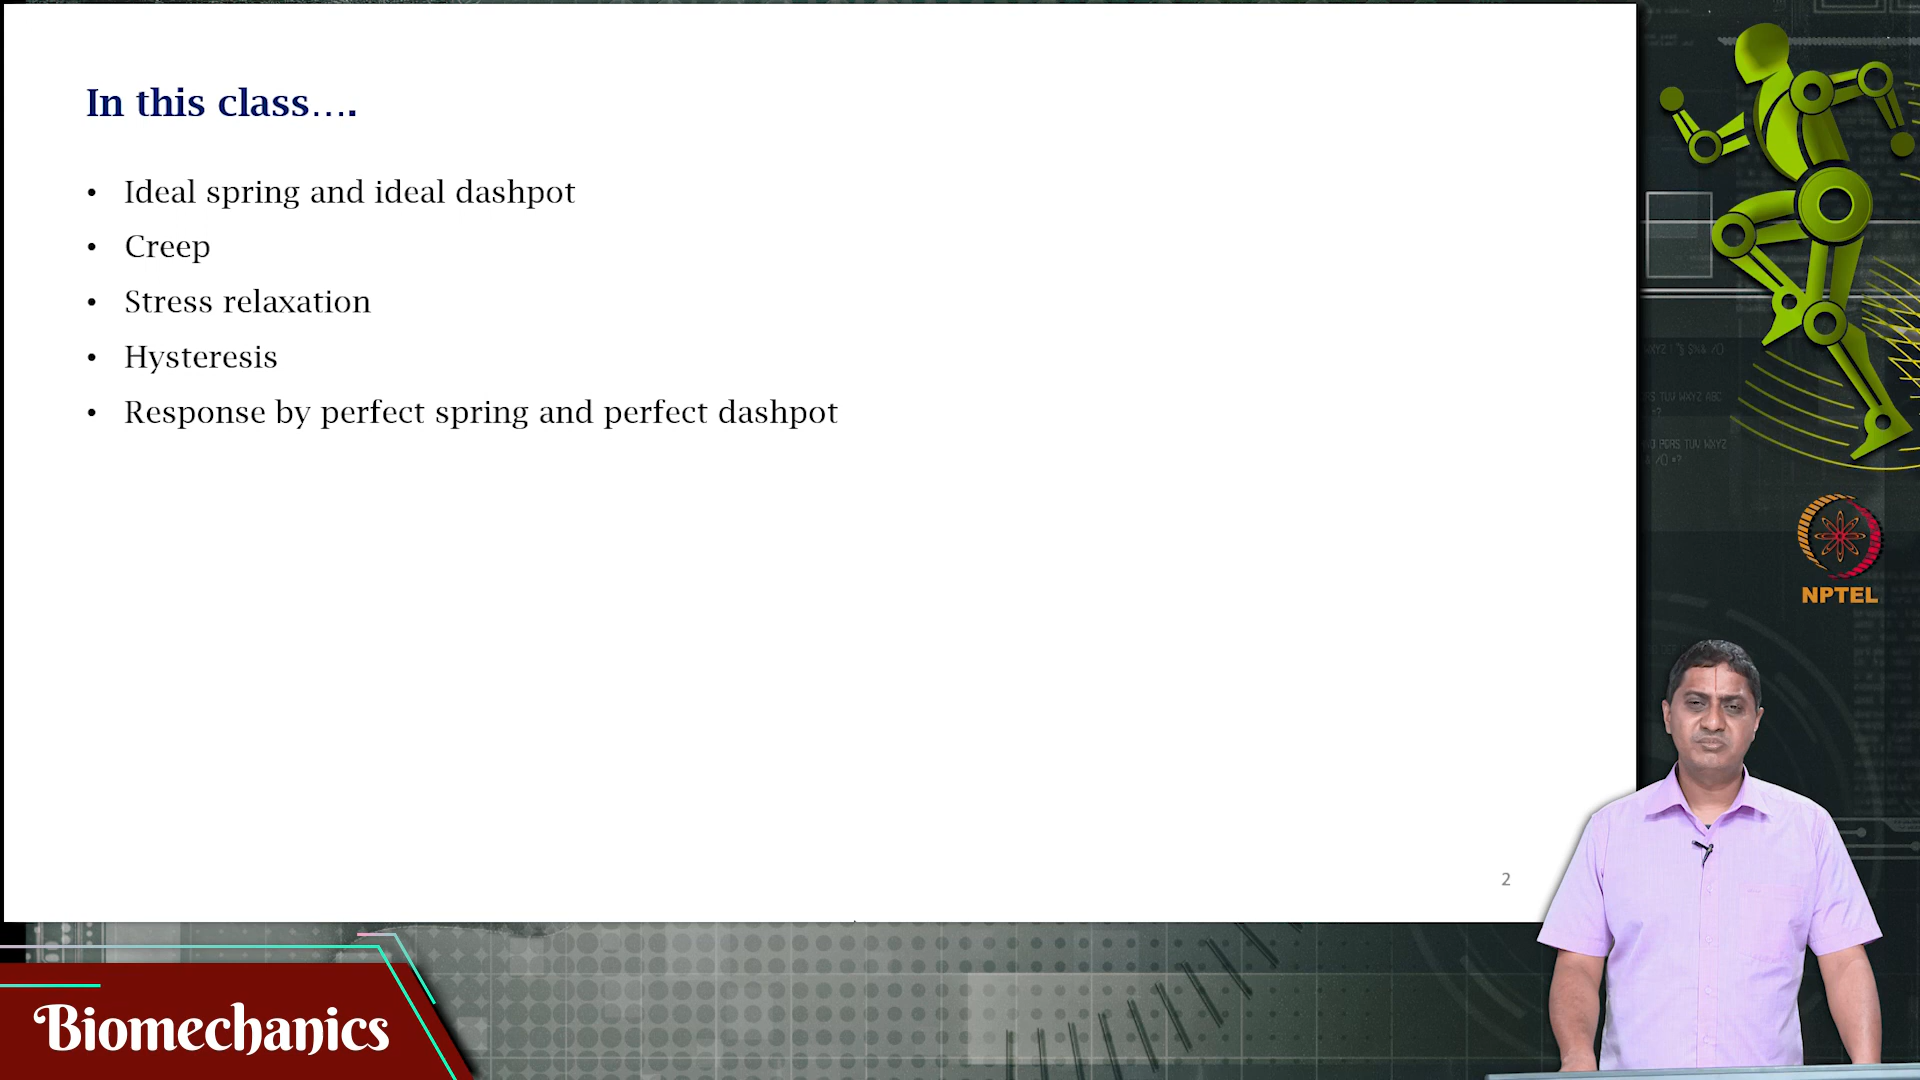 In this class….
• Ideal spring and ideal dashpot
• Creep
• Stress relaxation
• Hysteresis
• Response by perfect spring and perfect dashpot
NPTEL
2
Biomechanics